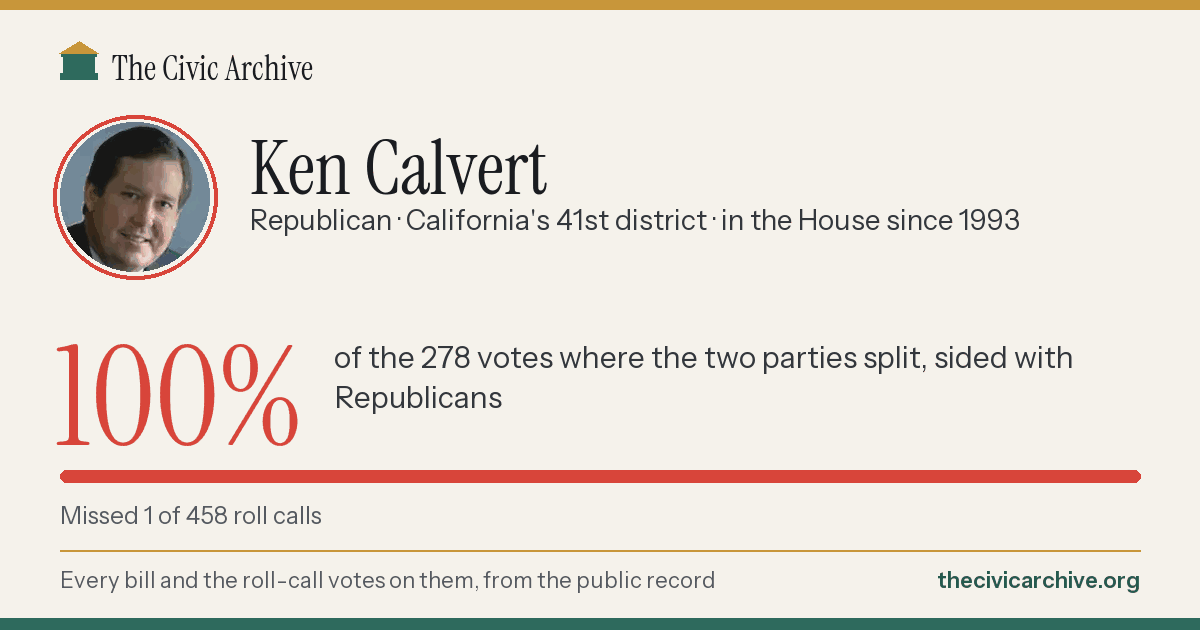 The Civic Archive
Ken Calvert
Republican · California's 41st district · in the House since 1993
100%
of the 278 votes where the two parties split, sided with
Republicans
Missed 1 of 458 roll calls
Every bill and the roll-call votes on them, from the public record
thecivicarchive.org